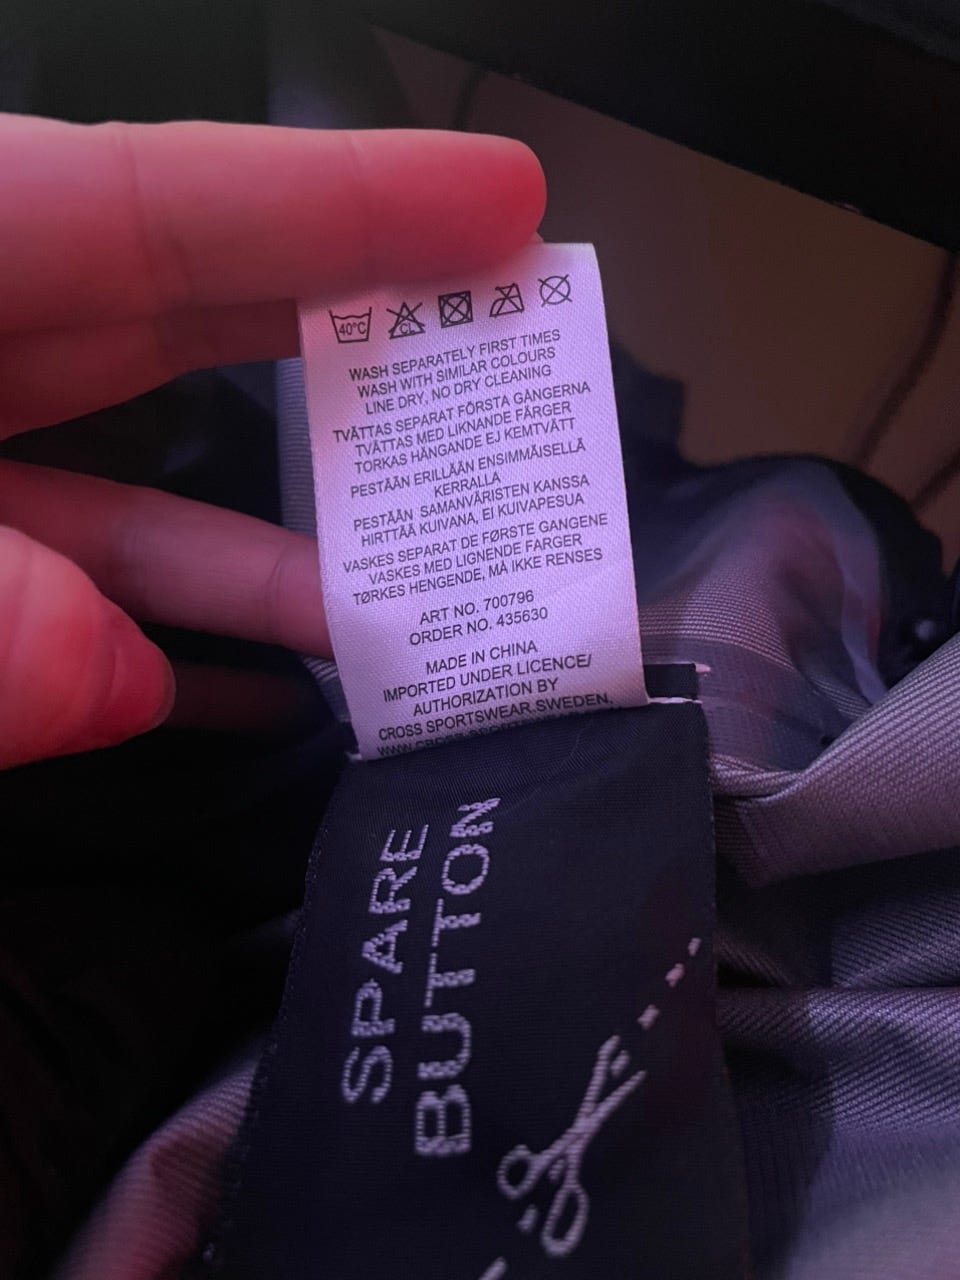 40°C
CL
WASH SEPARATELY FIRST TIMES
WASH WITH SIMILAR COLOURS
LINE DRY, NO DRY CLEANING
TVÄTTAS SEPARAT FÖRSTA GÅNGERNA
TVÄTTAS MED LIKNANDE FÄRGER
TORKAS HÄNGANDE EJ KEMTVÄTT
PESTÄÄN ERILLÄÄN ENSIMMÄISELLÄ
KERRALLA
PESTÄÄN SAMANVÄRISTEN KANSSA
HIRTTÄÄ KUIVANA, EI KUIVAPESUA
VASKES SEPARAT DE FØRSTE GANGENE
VASKES MED LIGNENDE FARGER
TØRKES HENGENDE, MÅ IKKE RENSES
ART NO. 700796
ORDER NO. 435630
MADE IN CHINA
IMPORTED UNDER LICENCE/
AUTHORIZATION BY
CROSS SPORTSWEAR.SWEDEN.
SPARE
BUTTON